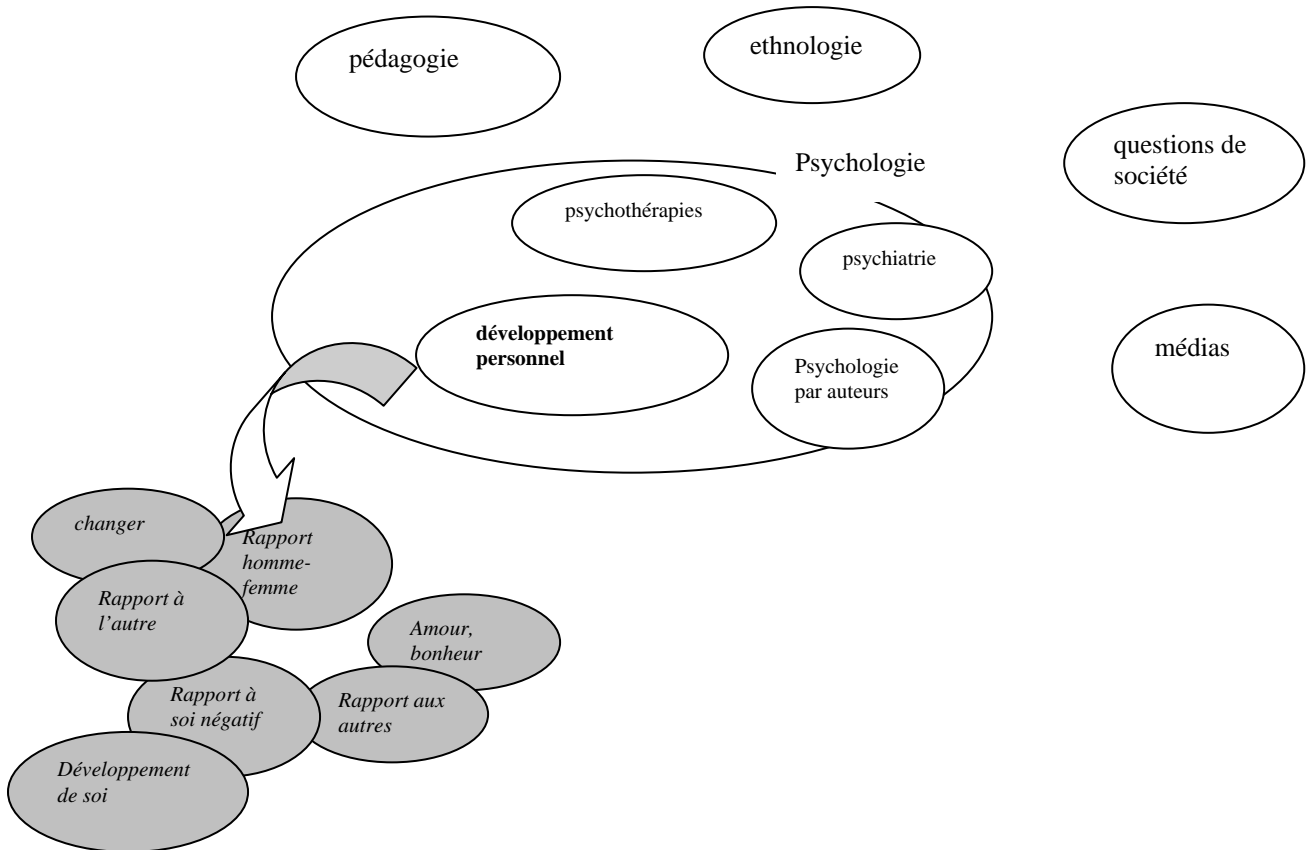 pédagogie
ethnologie
questions de
société
Psychologie
psychothérapies
psychiatrie
développement
personnel
Psychologie
par auteurs
médias
changer
Rapport
homme-
femme
Rapport à
l’autre
Amour,
bonheur
Rapport à
soi négatif
Rapport aux
autres
Développement
de soi